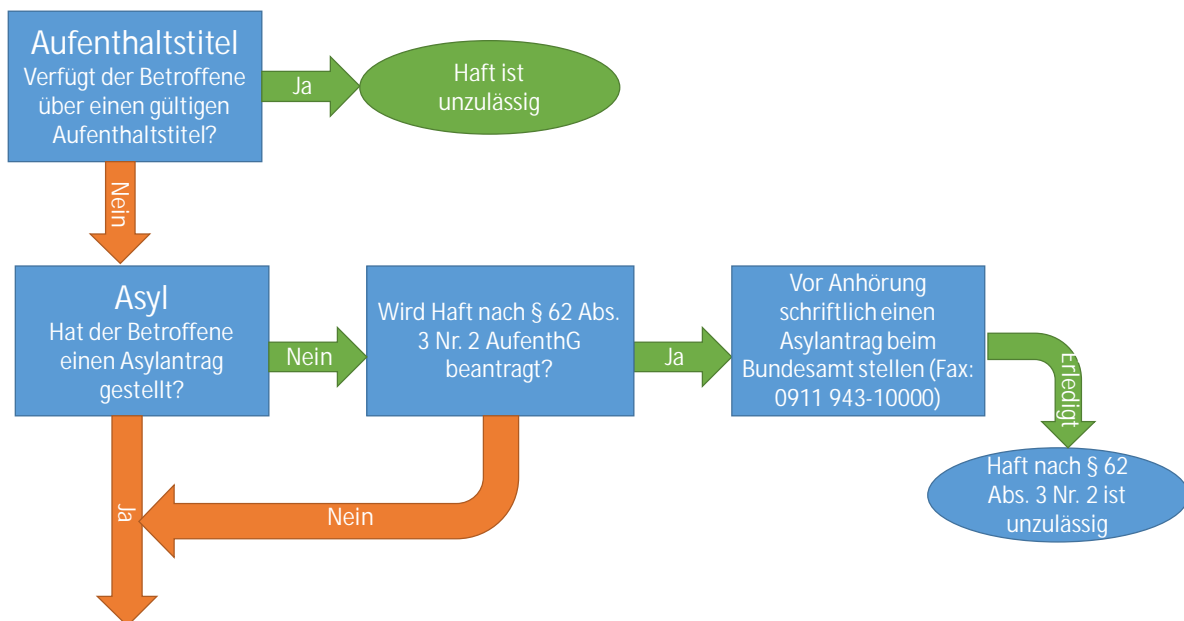 Aufenthaltstitel
Verfügt der Betroffene
über einen gültigen
Aufenthaltstitel?
Ja
Haft ist
unzulässig
Nein
Asyl
Hat der Betroffene
einen Asylantrag
gestellt?
Nein
Wird Haft nach § 62 Abs.
3 Nr. 2 AufenthG
beantragt?
Ja
Vor Anhörung
schriftlich einen
Asylantrag beim
Bundesamt stellen (Fax:
0911 943-10000)
Erledigt
Haft nach § 62
Abs. 3 Nr. 2 ist
unzulässig
Nein
Ja